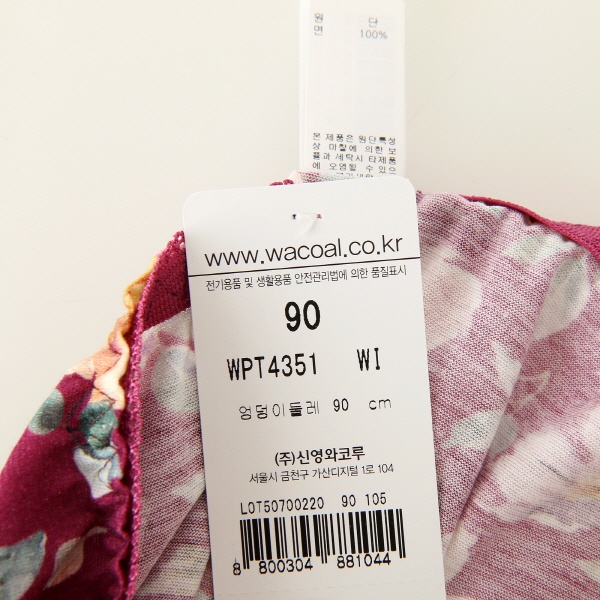 원 단
면 100%
본 제품은 원단특성
상 마찰에 의한 보
풀과 세탁시 타제품
에 오염될 수 있으
www.wacoal.co.kr
전기용품 및 생활용품 안전관리법에 의한 품질표시
90
WPT4351 WI
엉덩이둘레 90 cm
(주)신영와코루
서울시 금천구 가산디지털 1로 104
LOT50700220 90 105
8 800304 881044